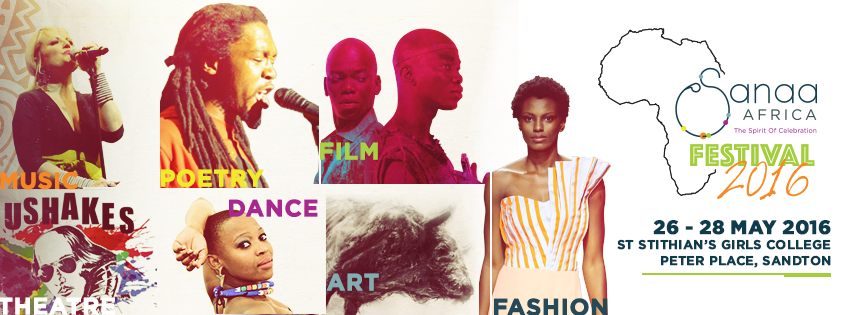 MUSIC
POETRY
FILM
USHAKES
THEATRE
DANCE
ART
FASHION
Sanaa
AFRICA
The Spirit Of Celebration
FESTIVAL
2016
26 - 28 MAY 2016
ST STITHIAN'S GIRLS COLLEGE
PETER PLACE, SANDTON